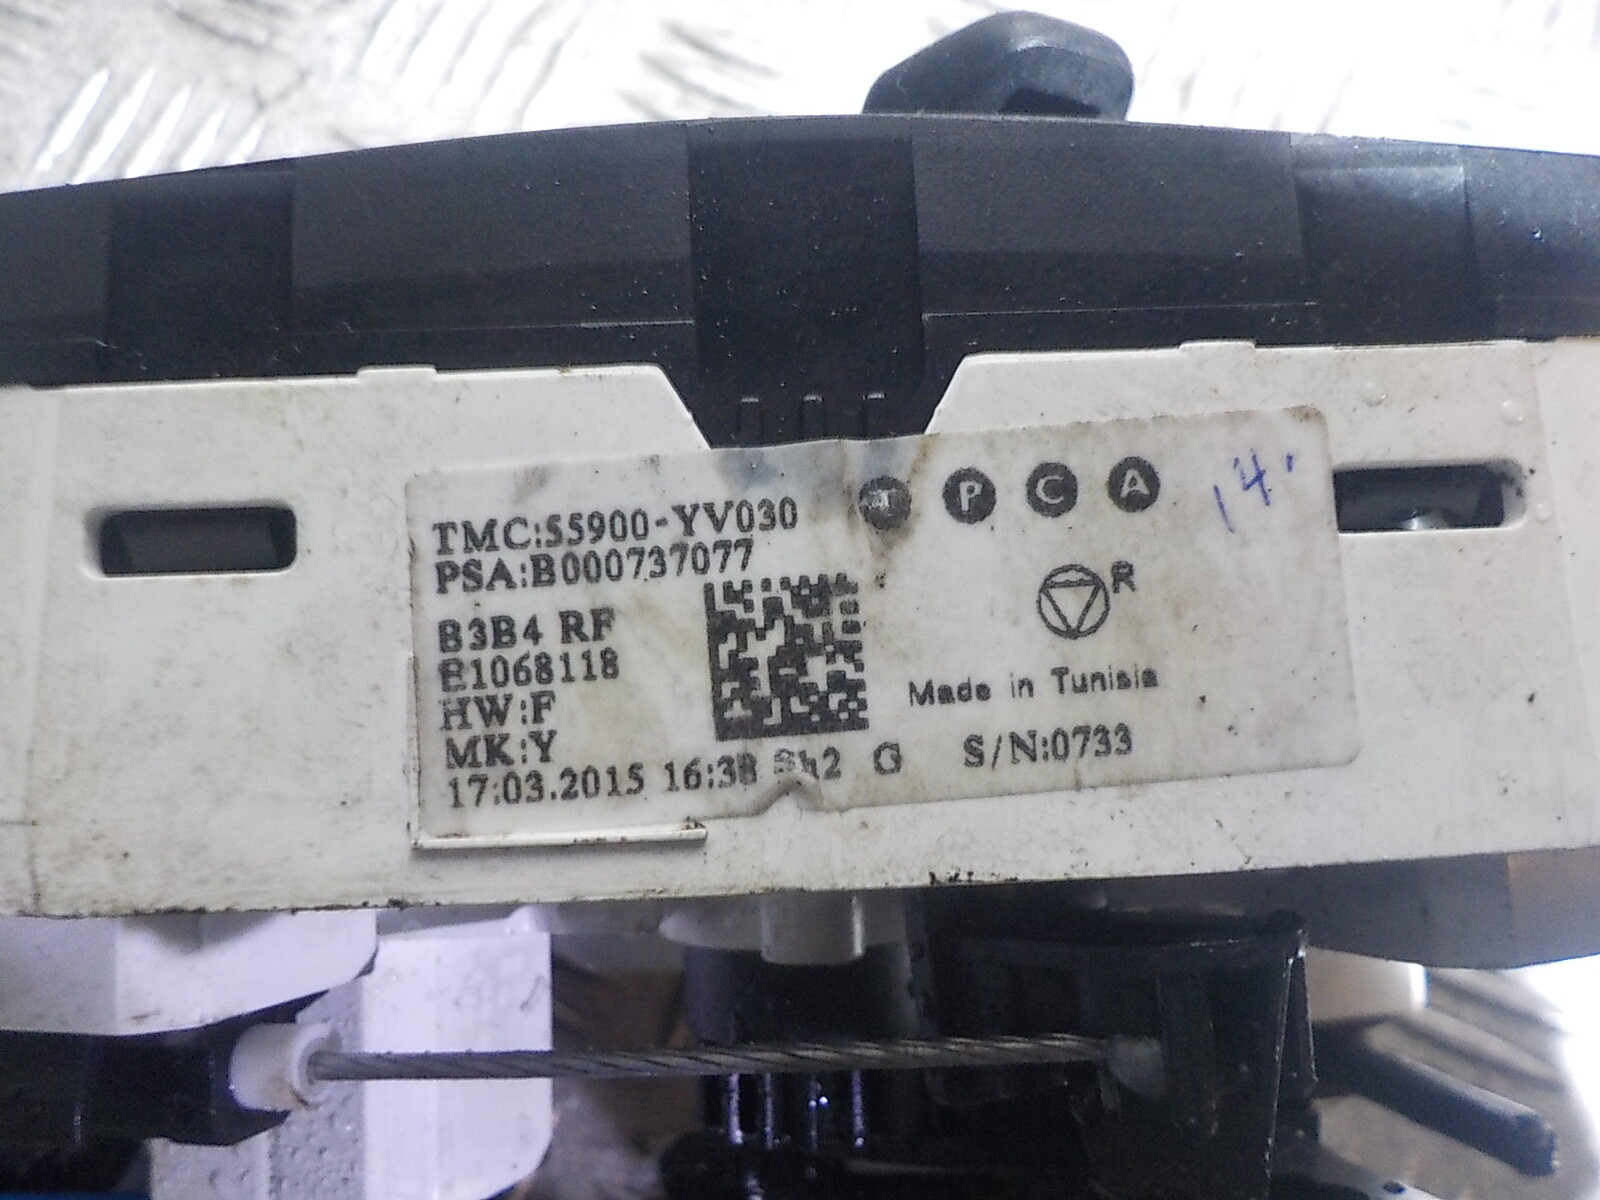 T P C A
14.
TMC:55900-YV030
PSA:B000737077
B3B4 RF
E1068118
HW:F
MK:Y
17:03.2015 16:38 Sh2 G S/N:0733
R
Made in Tunisia